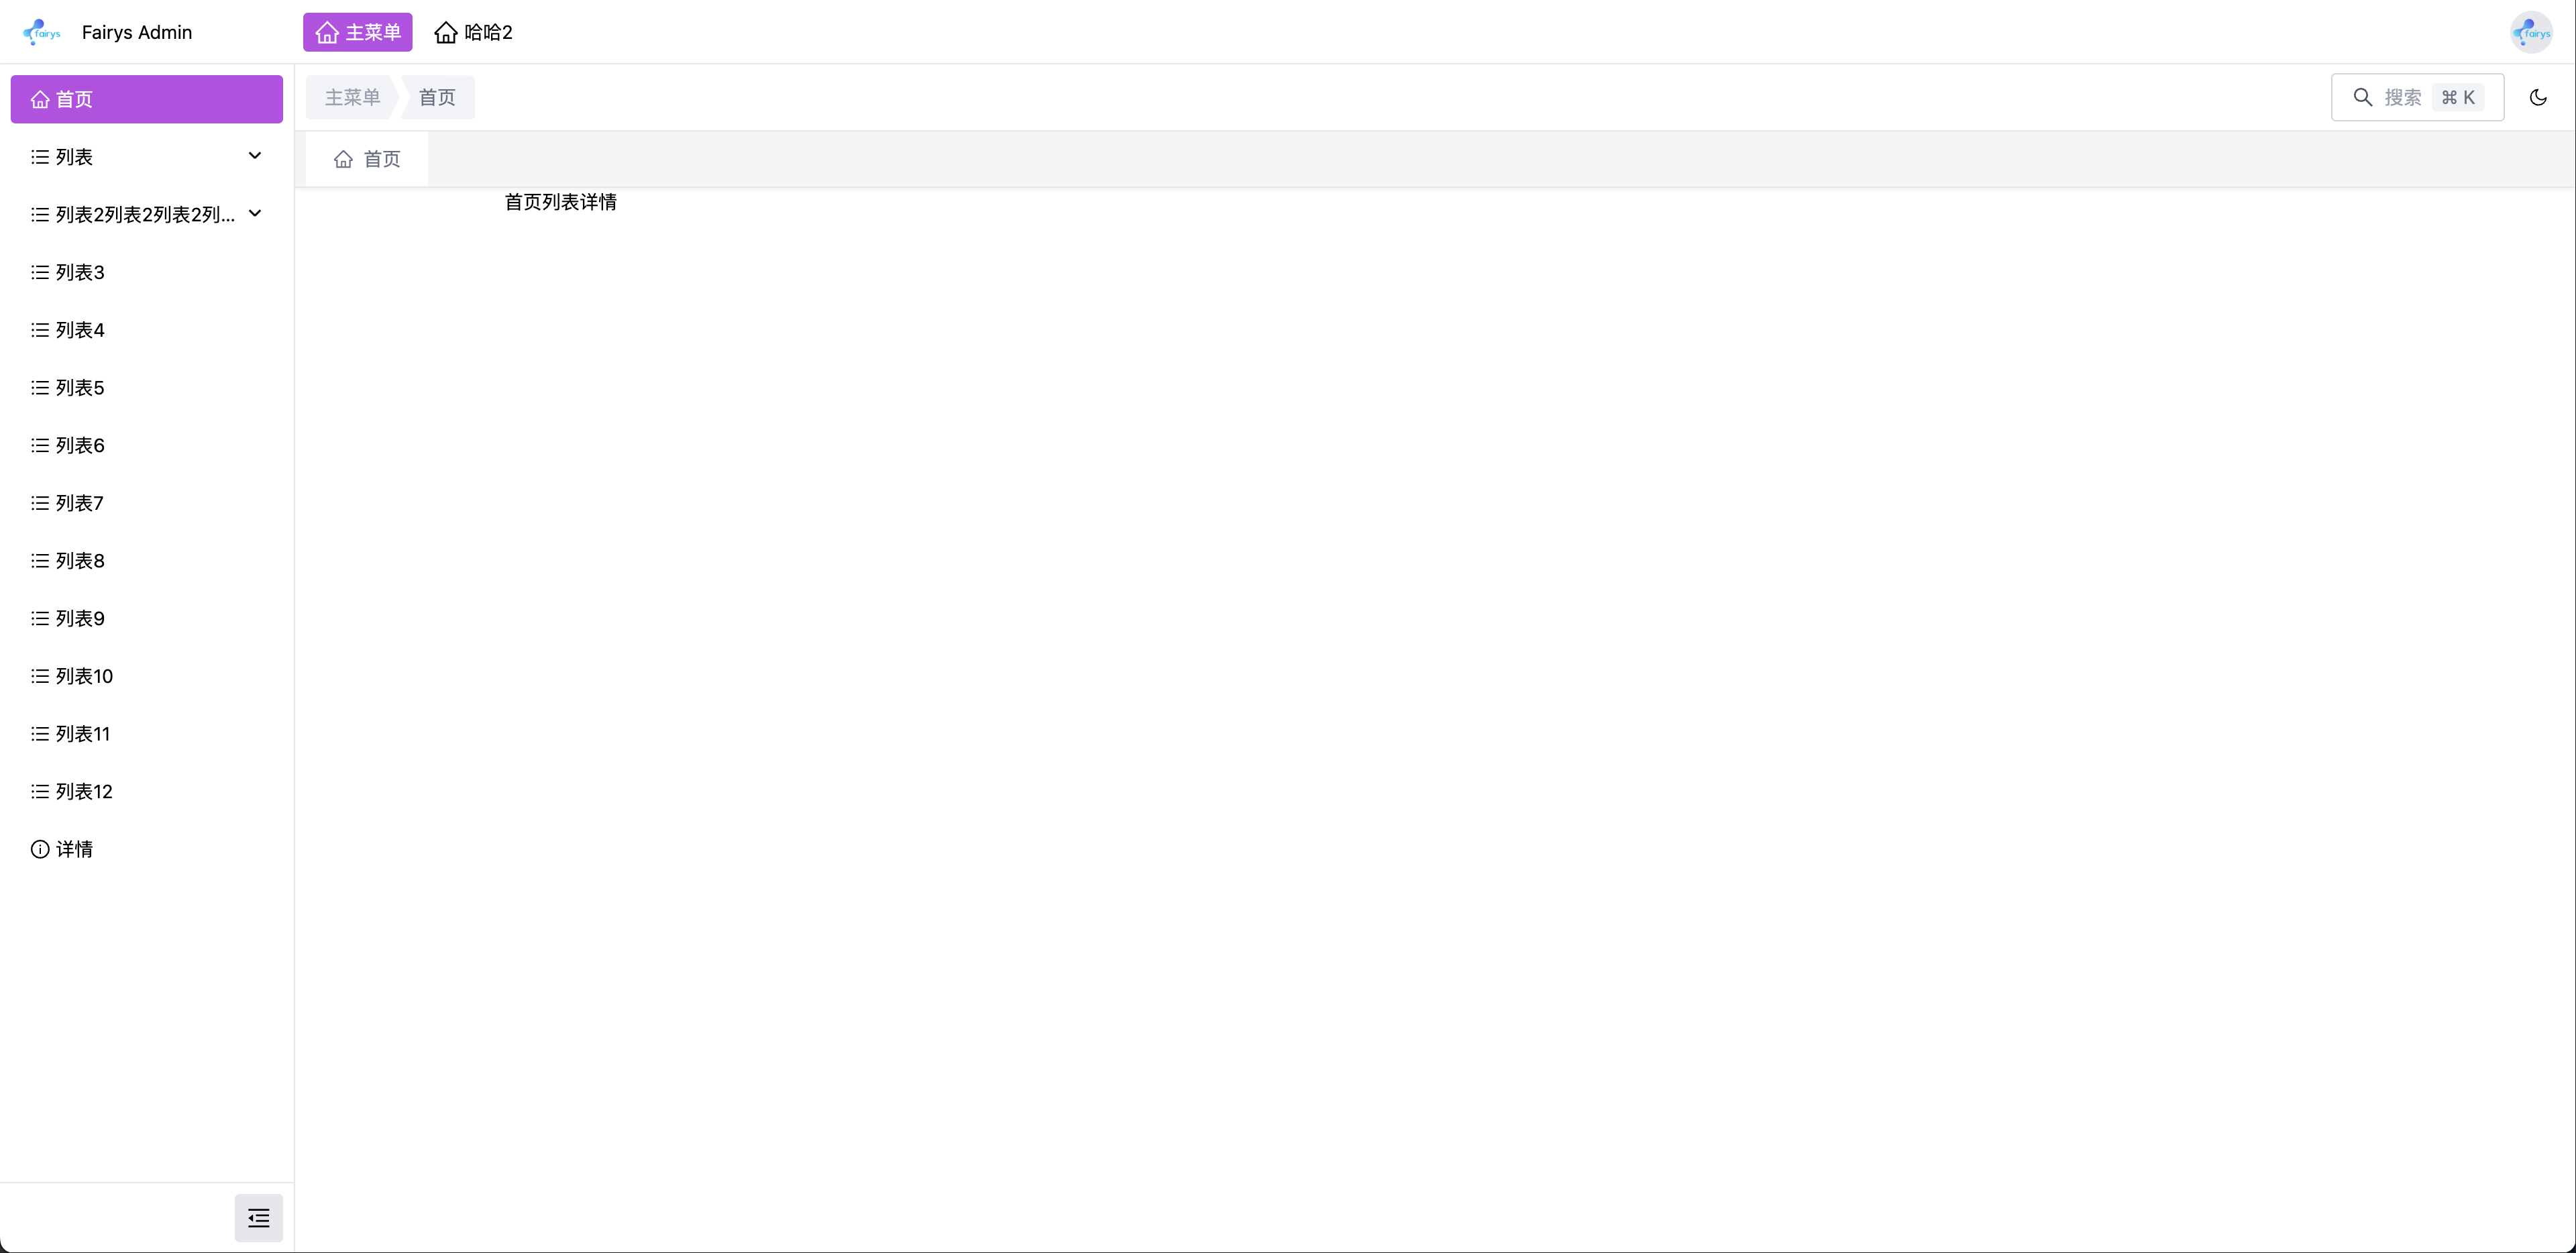 fairys Fairys Admin 主菜单 哈哈2 fairys
首页
主菜单 首页 搜索 ⌘ K
列表
首页
列表2列表2列表2列...
首页列表详情
列表3
列表4
列表5
列表6
列表7
列表8
列表9
列表10
列表11
列表12
详情